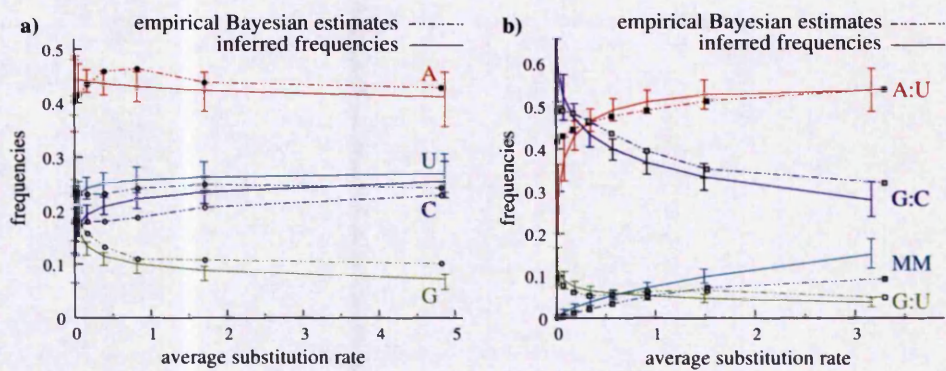 a)
empirical Bayesian estimates
inferred frequencies
frequencies
0.5
0.4
0.3
0.2
0.1
0
A
U
C
G
0 1 2 3 4 5
average substitution rate
b)
empirical Bayesian estimates
inferred frequencies
frequencies
0.6
0.5
0.4
0.3
0.2
0.1
0
A:U
G:C
MM
G:U
0 1 2 3
average substitution rate